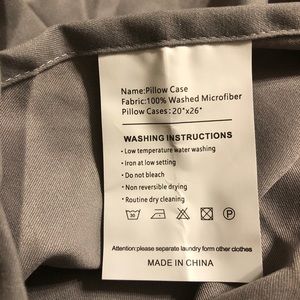 Name:Pillow Case
Fabric:100% Washed Microfiber
Pillow Cases:20"x26"
WASHING INSTRUCTIONS
· Low temperature water washing
· Iron at low setting
· Do not bleach
· Non reversible drying
· Routine dry cleaning
30 P
Attention:please separate laundry form other clothes
MADE IN CHINA